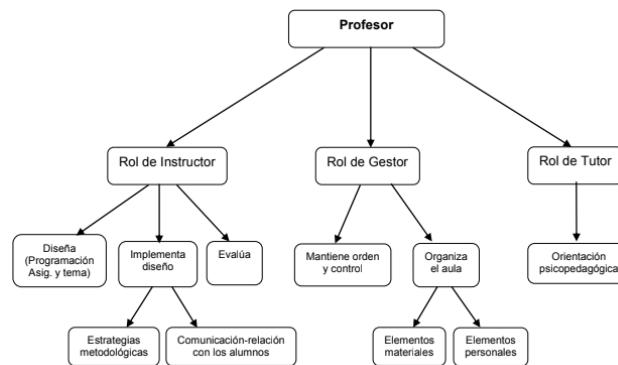 Profesor
Rol de Instructor
Rol de Gestor
Rol de Tutor
Diseña
(Programación
Asig. y tema)
Implementa
diseño
Evalúa
Mantiene orden
y control
Organiza
el aula
Orientación
psicopedagógica
Estrategias
metodológicas
Comunicación-relación
con los alumnos
Elementos
materiales
Elementos
personales